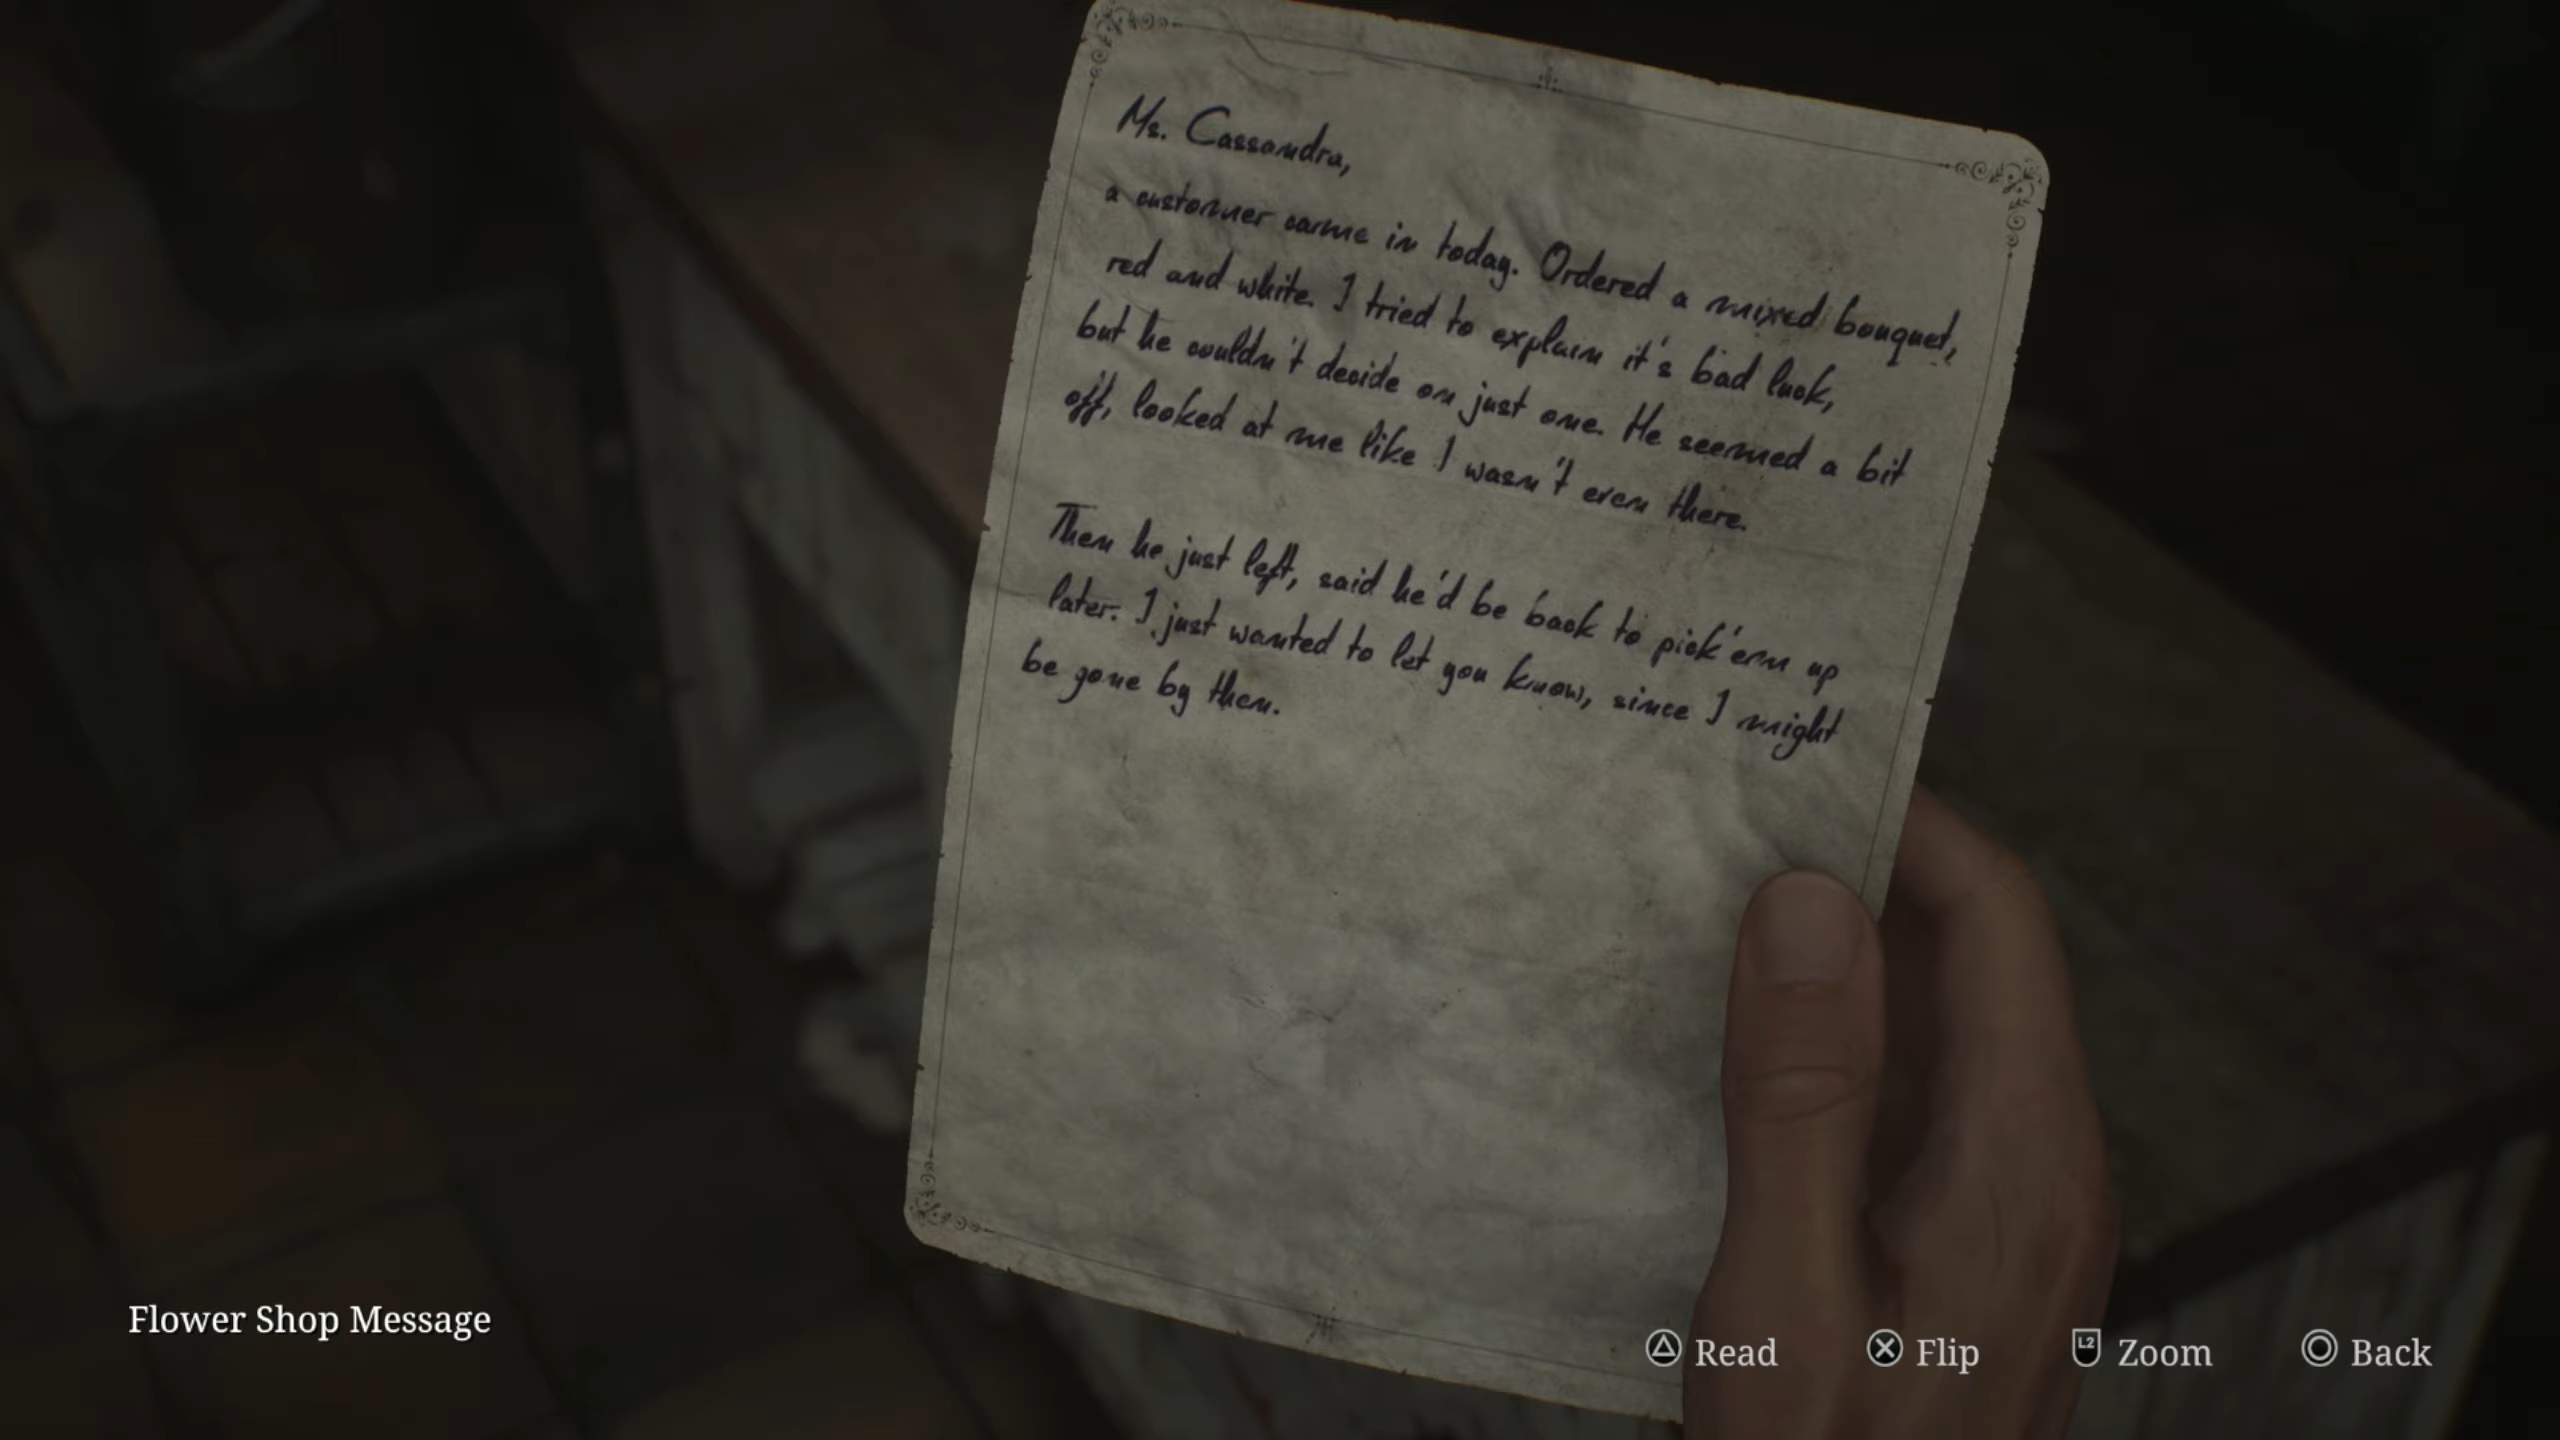 Ms. Cassandra,
a customer came in today. Ordered a mixed bouquet,
red and white. I tried to explain it's bad luck,
but he couldn't decide on just one. He seemed a bit
off, looked at me like I wasn't even there.
Then he just left, said he'd be back to pick'em up
later. I just wanted to let you know, since I might
be gone by then.
Flower Shop Message
Read
Flip
L2 Zoom
Back